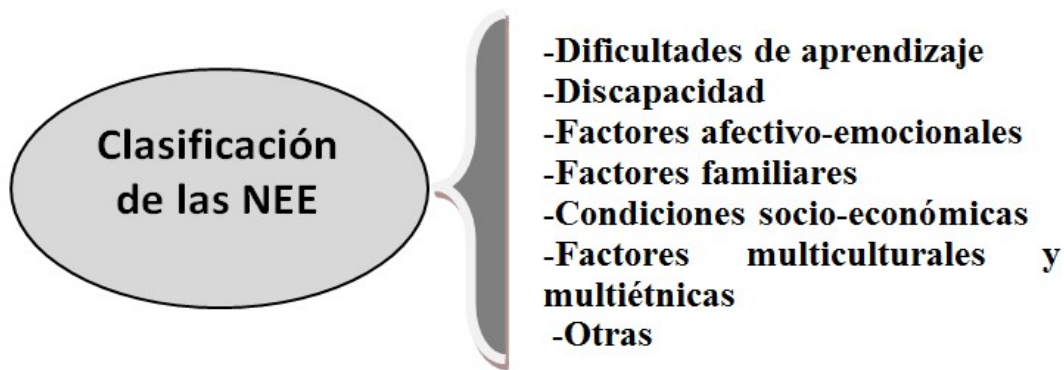 Clasificación
de las NEE
-Dificultades de aprendizaje
-Discapacidad
-Factores afectivo-emocionales
-Factores familiares
-Condiciones socio-económicas
-Factores multiculturales y
multiétnicas
-Otras